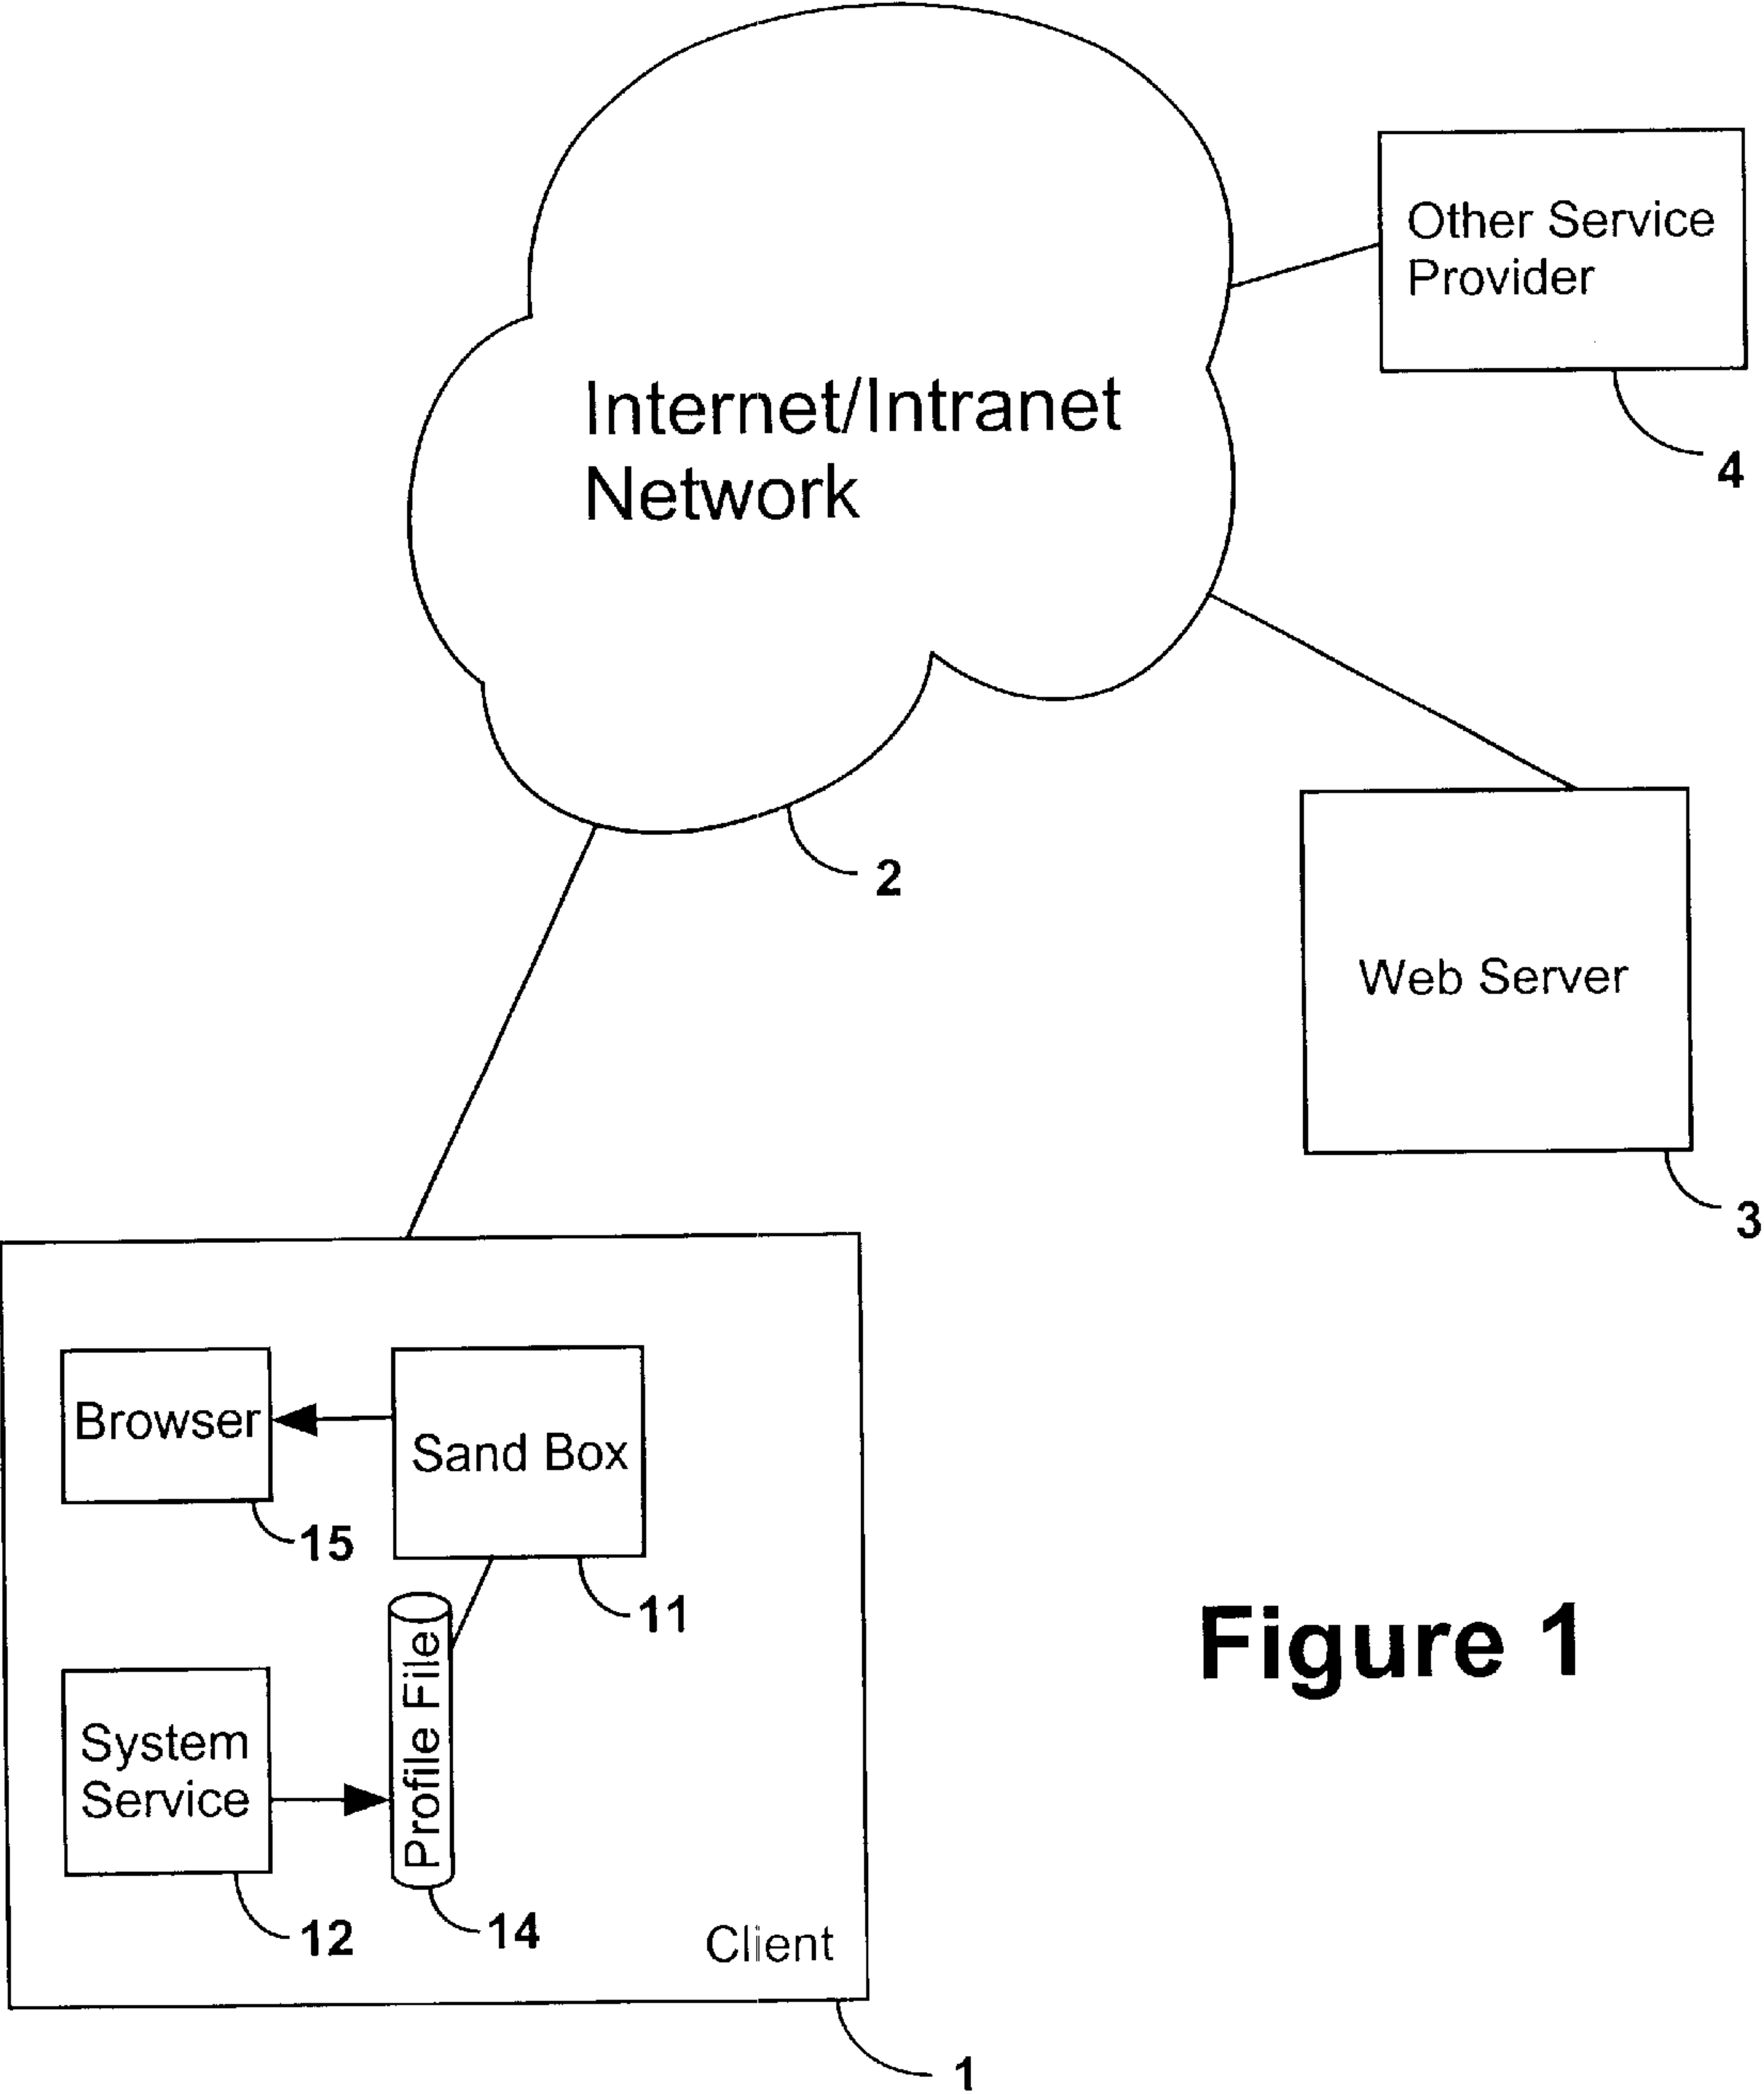 Other Service
Provider
4
Internet/Intranet
Network
2
Web Server
3
Browser
15
Sand Box
11
System
Service
12
Profile File
14
Client
1
Figure 1